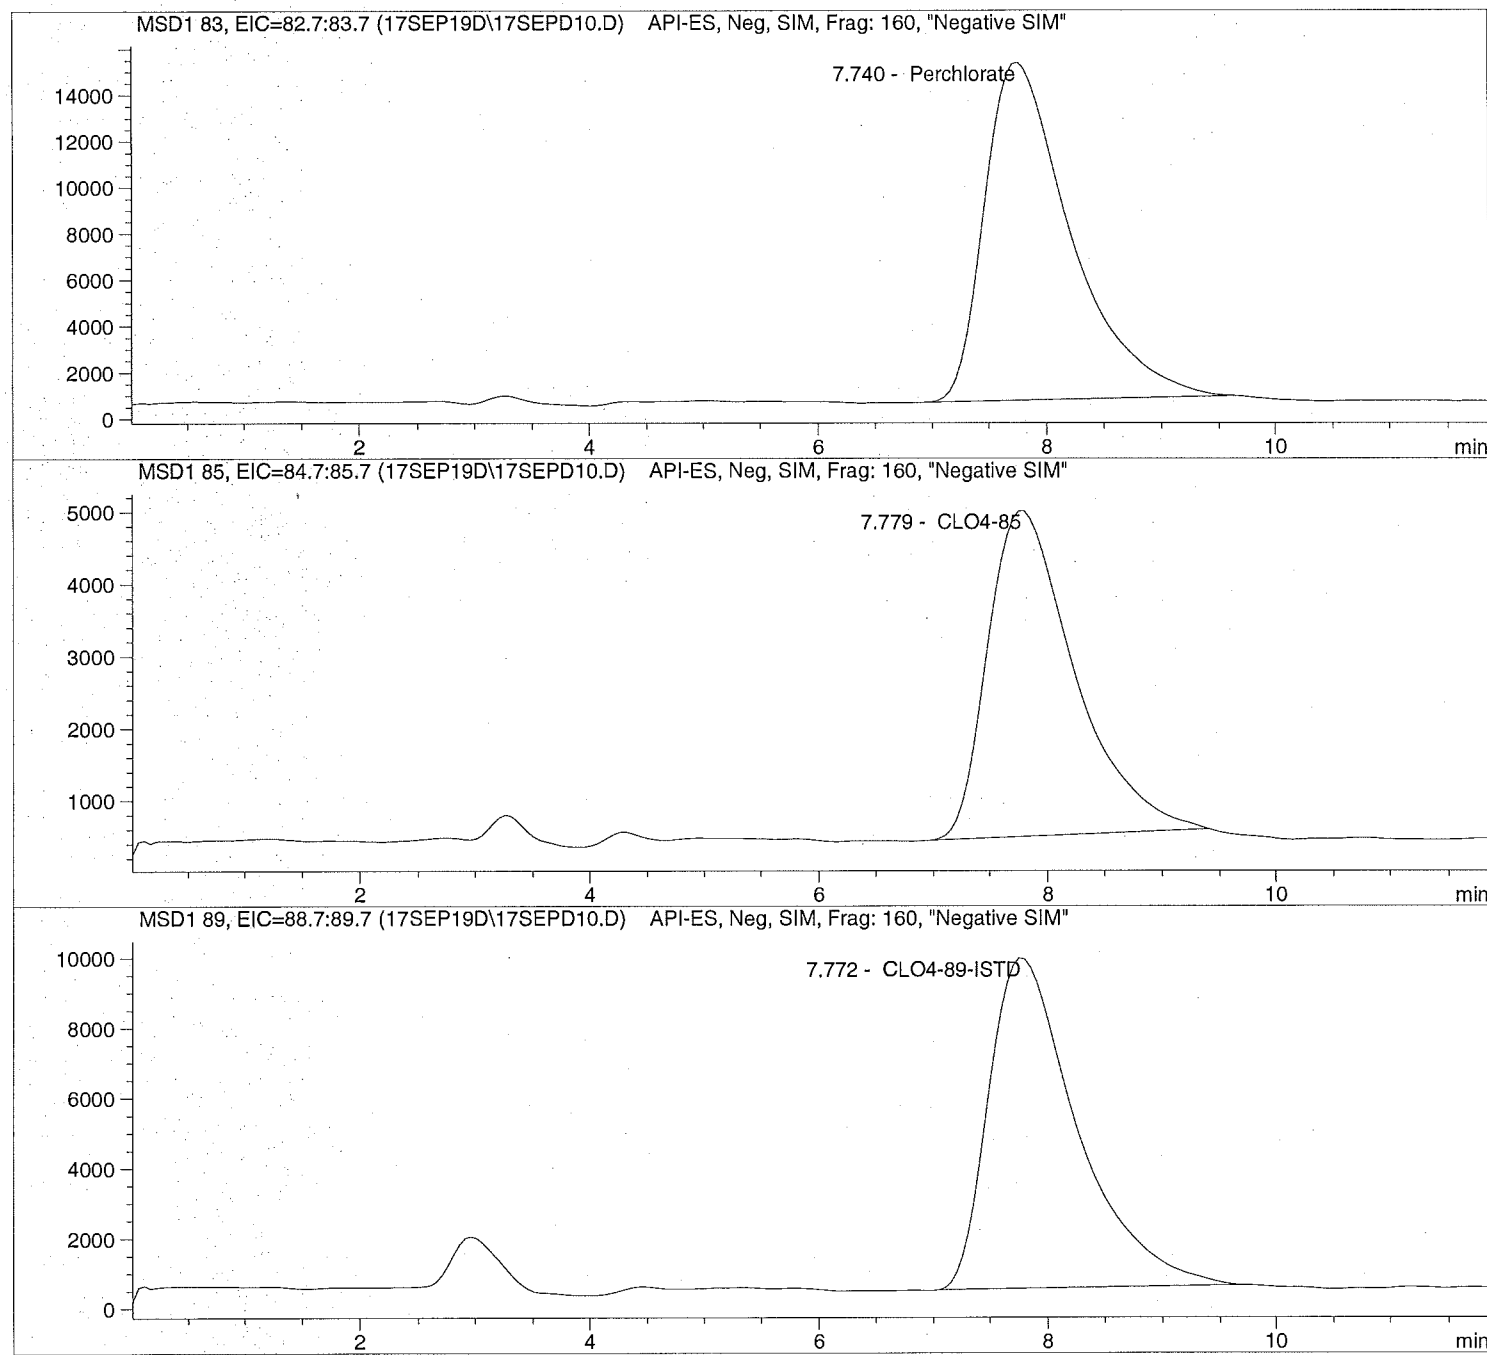 MSD1 83, EIC=82.7:83.7 (17SEP19D\17SEPD10.D) API-ES, Neg, SIM, Frag: 160, "Negative SIM"
7.740 - Perchlorate
14000
12000
10000
8000
6000
4000
2000
0
2 4 6 8 10 min
MSD1 85, EIC=84.7:85.7 (17SEP19D\17SEPD10.D) API-ES, Neg, SIM, Frag: 160, "Negative SIM"
7.779 - CLO4-85
5000
4000
3000
2000
1000
2 4 6 8 10 min
MSD1 89, EIC=88.7:89.7 (17SEP19D\17SEPD10.D) API-ES, Neg, SIM, Frag: 160, "Negative SIM"
7.772 - CLO4-89-ISTD
10000
8000
6000
4000
2000
0
2 4 6 8 10 min